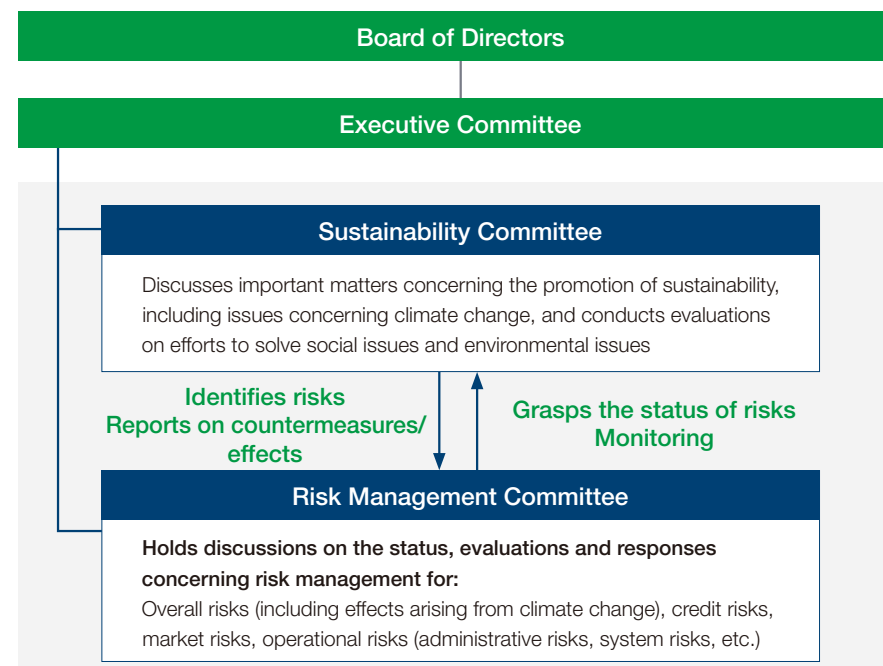 Board of Directors
Executive Committee
Sustainability Committee
Discusses important matters concerning the promotion of sustainability,
including issues concerning climate change, and conducts evaluations
on efforts to solve social issues and environmental issues
Identifies risks
Reports on countermeasures/
effects
Grasps the status of risks
Monitoring
Risk Management Committee
Holds discussions on the status, evaluations and responses
concerning risk management for:
Overall risks (including effects arising from climate change), credit risks,
market risks, operational risks (administrative risks, system risks, etc.)